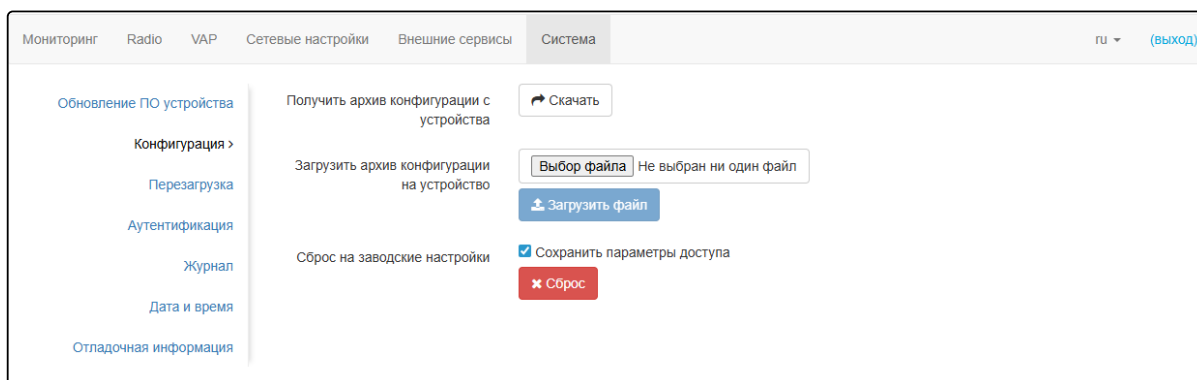 Мониторинг Radio VAP Сетевые настройки Внешние сервисы Система ru (выход)
Обновление ПО устройства
Конфигурация >
Перезагрузка
Аутентификация
Журнал
Дата и время
Отладочная информация
Получить архив конфигурации с
устройства
Скачать
Загрузить архив конфигурации
на устройство
Выбор файла Не выбран ни один файл
Загрузить файл
Сброс на заводские настройки
Сохранить параметры доступа
Сброс